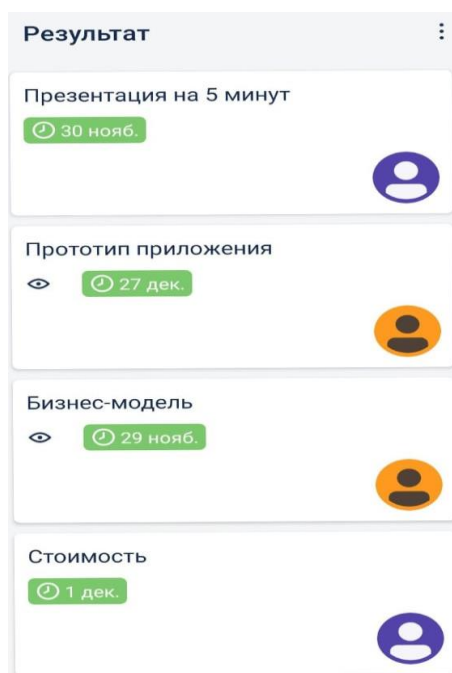 Результат
Презентация на 5 минут
30 нояб.
Прототип приложения
27 дек.
Бизнес-модель
29 нояб.
Стоимость
1 дек.